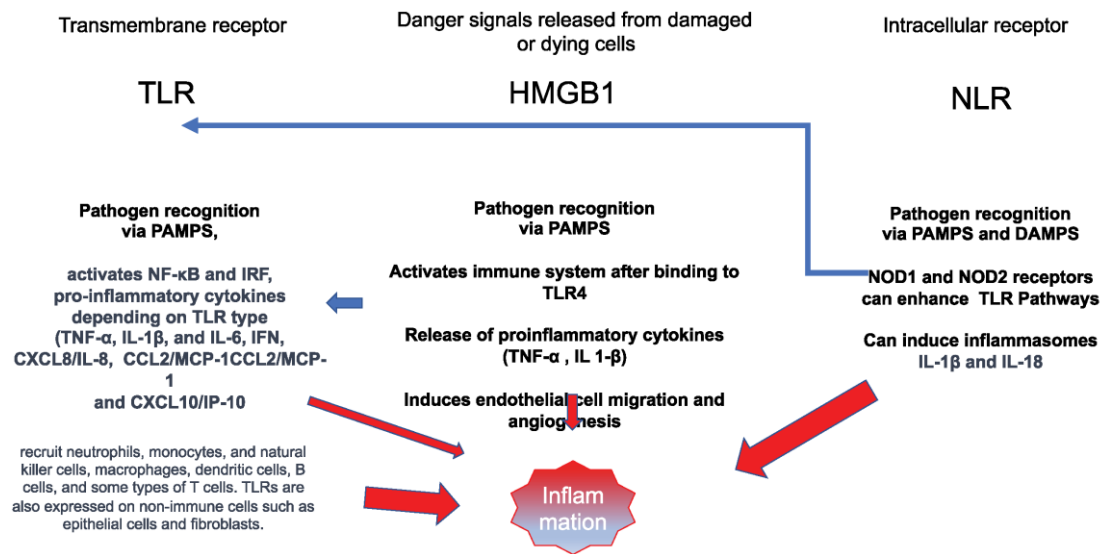 Transmembrane receptor
TLR
Pathogen recognition
via PAMPS,
activates NF-κB and IRF,
pro-inflammatory cytokines
depending on TLR type
(TNF-α, IL-1β, and IL-6, IFN,
CXCL8/IL-8, CCL2/MCP-1CCL2/MCP-
1
and CXCL10/IP-10
recruit neutrophils, monocytes, and natural
killer cells, macrophages, dendritic cells, B
cells, and some types of T cells. TLRs are
also expressed on non-immune cells such as
epithelial cells and fibroblasts.
Danger signals released from damaged
or dying cells
HMGB1
Pathogen recognition
via PAMPS
Activates immune system after binding to
TLR4
Release of proinflammatory cytokines
(TNF-α , IL 1-β)
Induces endothelial cell migration and
angiogenesis
Inflam
mation
Intracellular receptor
NLR
Pathogen recognition
via PAMPS and DAMPS
NOD1 and NOD2 receptors
can enhance TLR Pathways
Can induce inflammasomes
IL-1β and IL-18